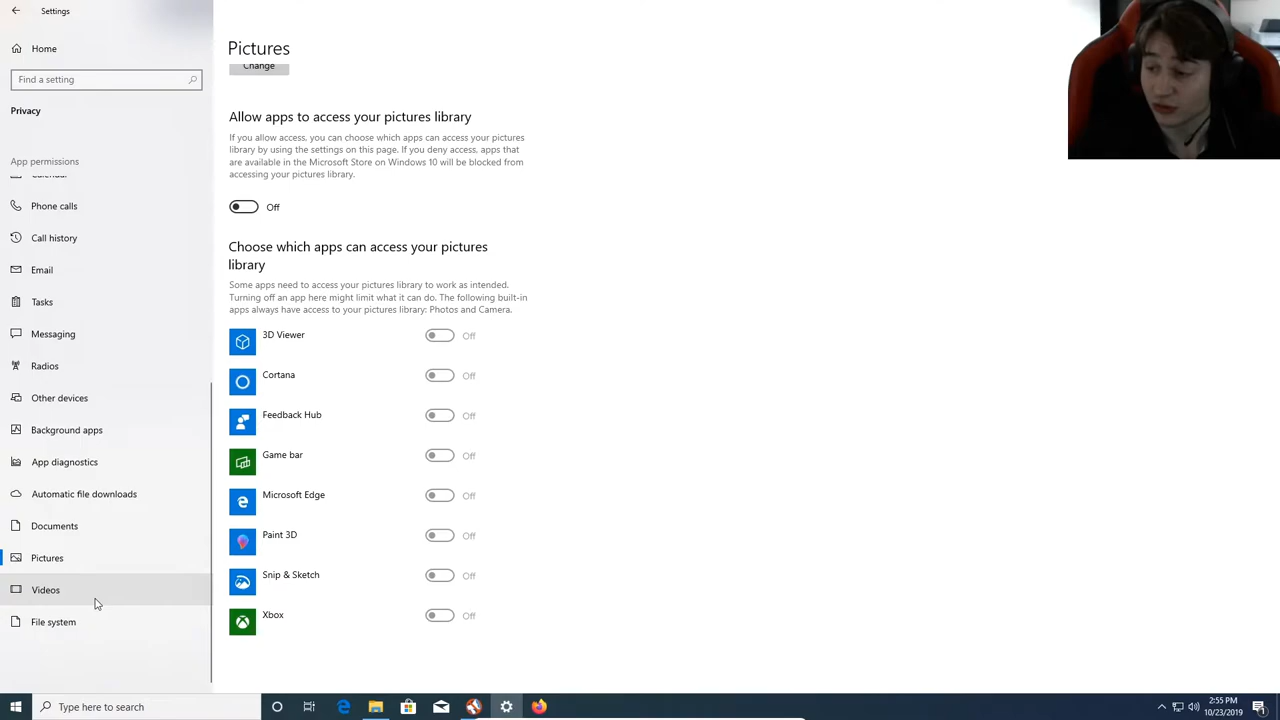 Settings
Home
Find a setting
Privacy
App permissions
Calendar
Phone calls
Call history
Email
Tasks
Messaging
Radios
Other devices
Background apps
App diagnostics
Automatic file downloads
Documents
Pictures
Videos
File system
Pictures
Change
Allow apps to access your pictures library
If you allow access, you can choose which apps can access your pictures
library by using the settings on this page. If you deny access, apps that
are available in the Microsoft Store on Windows 10 will be blocked from
accessing your pictures library.
Off
Choose which apps can access your pictures
library
Some apps need to access your pictures library to work as intended.
Turning off an app here might limit what it can do. The following built-in
apps always have access to your pictures library: Photos and Camera.
3D Viewer Off
Cortana Off
Feedback Hub Off
Game bar Off
Microsoft Edge Off
Paint 3D Off
Snip & Sketch Off
Xbox Off
Type here to search
2:55 PM
10/23/2019
1